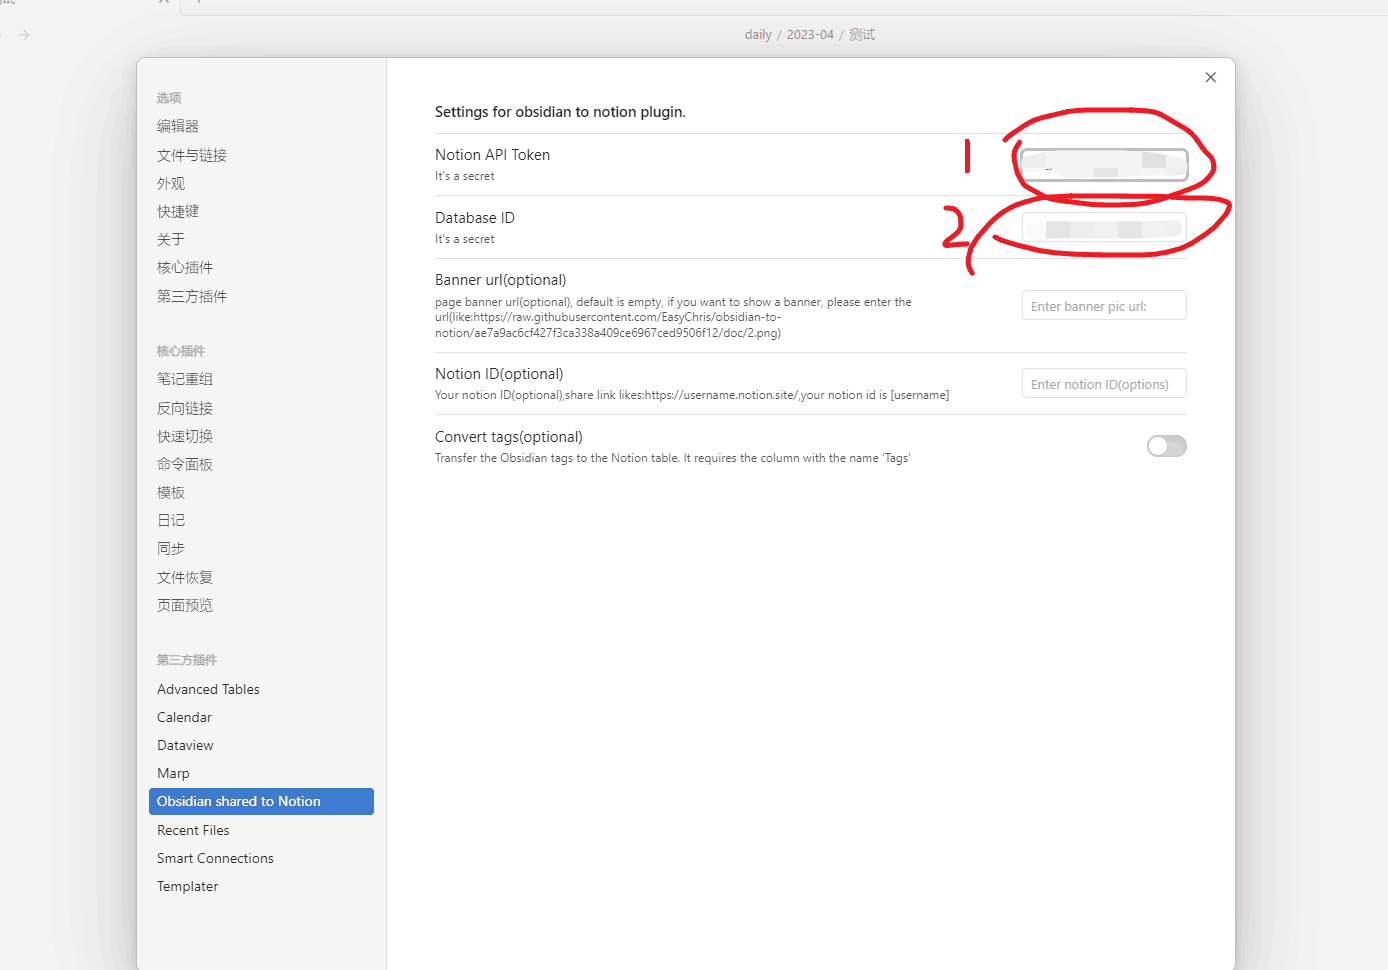 daily / 2023-04 / 测试
选项
编辑器
文件与链接
外观
快捷键
关于
核心插件
第三方插件
核心插件
笔记重组
反向链接
快速切换
命令面板
模板
日记
同步
文件恢复
页面预览
第三方插件
Advanced Tables
Calendar
Dataview
Marp
Obsidian shared to Notion
Recent Files
Smart Connections
Templater
Settings for obsidian to notion plugin.
Notion API Token
It's a secret
1
Database ID
It's a secret
2
Banner url(optional)
page banner url(optional), default is empty, if you want to show a banner, please enter the
url(like:https://raw.githubusercontent.com/EasyChris/obsidian-to-
notion/ae7a9ac6cf427f3ca338a409ce6967ced9506f12/doc/2.png)
Enter banner pic url:
Notion ID(optional)
Your notion ID(optional),share link likes:https://username.notion.site/,your notion id is [username]
Enter notion ID(options)
Convert tags(optional)
Transfer the Obsidian tags to the Notion table. It requires the column with the name 'Tags'